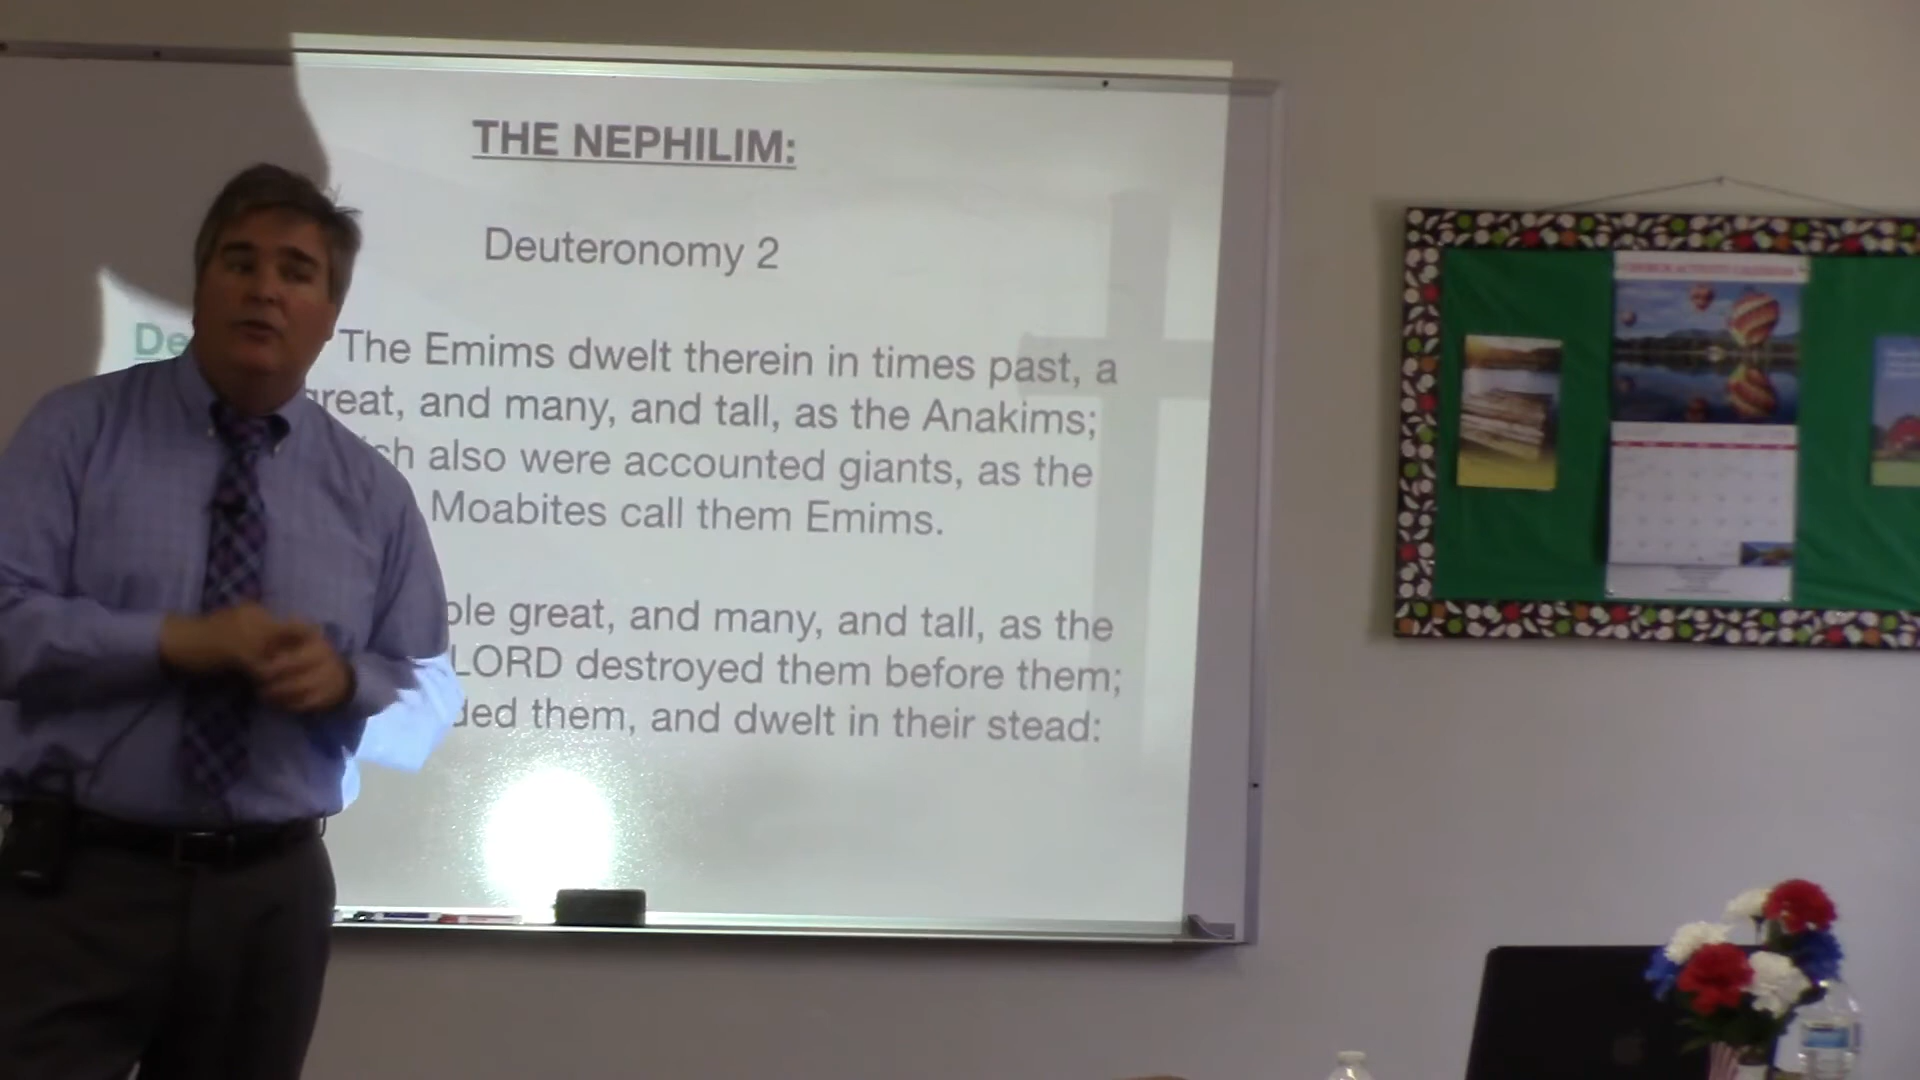 THE NEPHILIM:
Deuteronomy 2
The Emims dwelt therein in times past, a
great, and many, and tall, as the Anakims;
also were accounted giants, as the
Moabites call them Emims.
great, and many, and tall, as the
LORD destroyed them before them;
them, and dwelt in their stead: